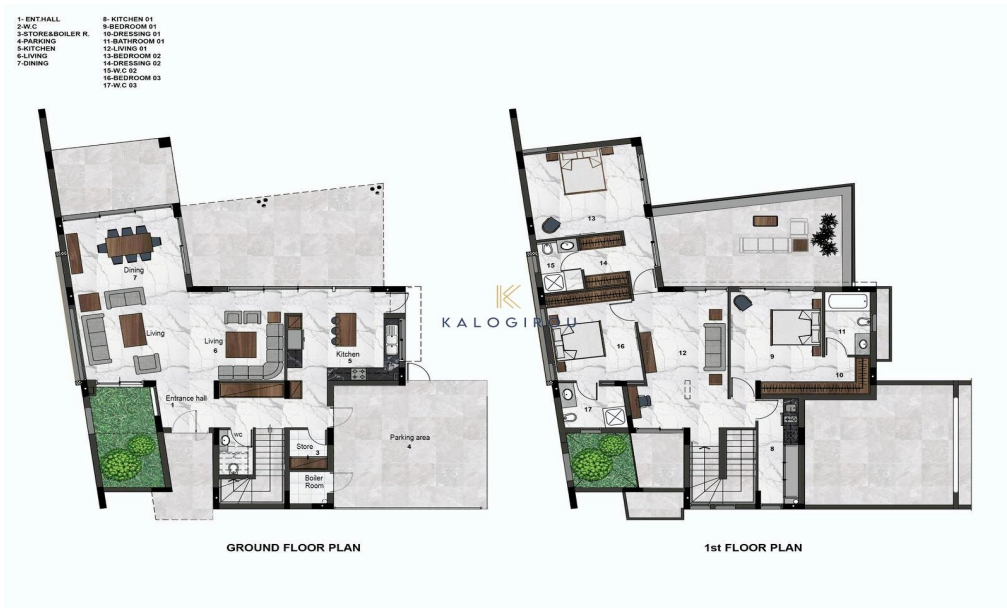 1- ENT.HALL
2-W.C
3-STORE&BOILER R.
4-PARKING
5-KITCHEN
6-LIVING
7-DINING
8- KITCHEN 01
9-BEDROOM 01
10-DRESSING 01
11-BATHROOM 01
12-LIVING 01
13-BEDROOM 02
14-DRESSING 02
15-W.C 02
16-BEDROOM 03
17-W.C 03
Dining
7
Living
Living
6
Kitchen
5
Entrance hall
1
WC
2
Store
3
Boiler
Room
Parking area
4
GROUND FLOOR PLAN
K
KALOGIROU
13
15
14
16
12
9
11
10
17
8
1st FLOOR PLAN